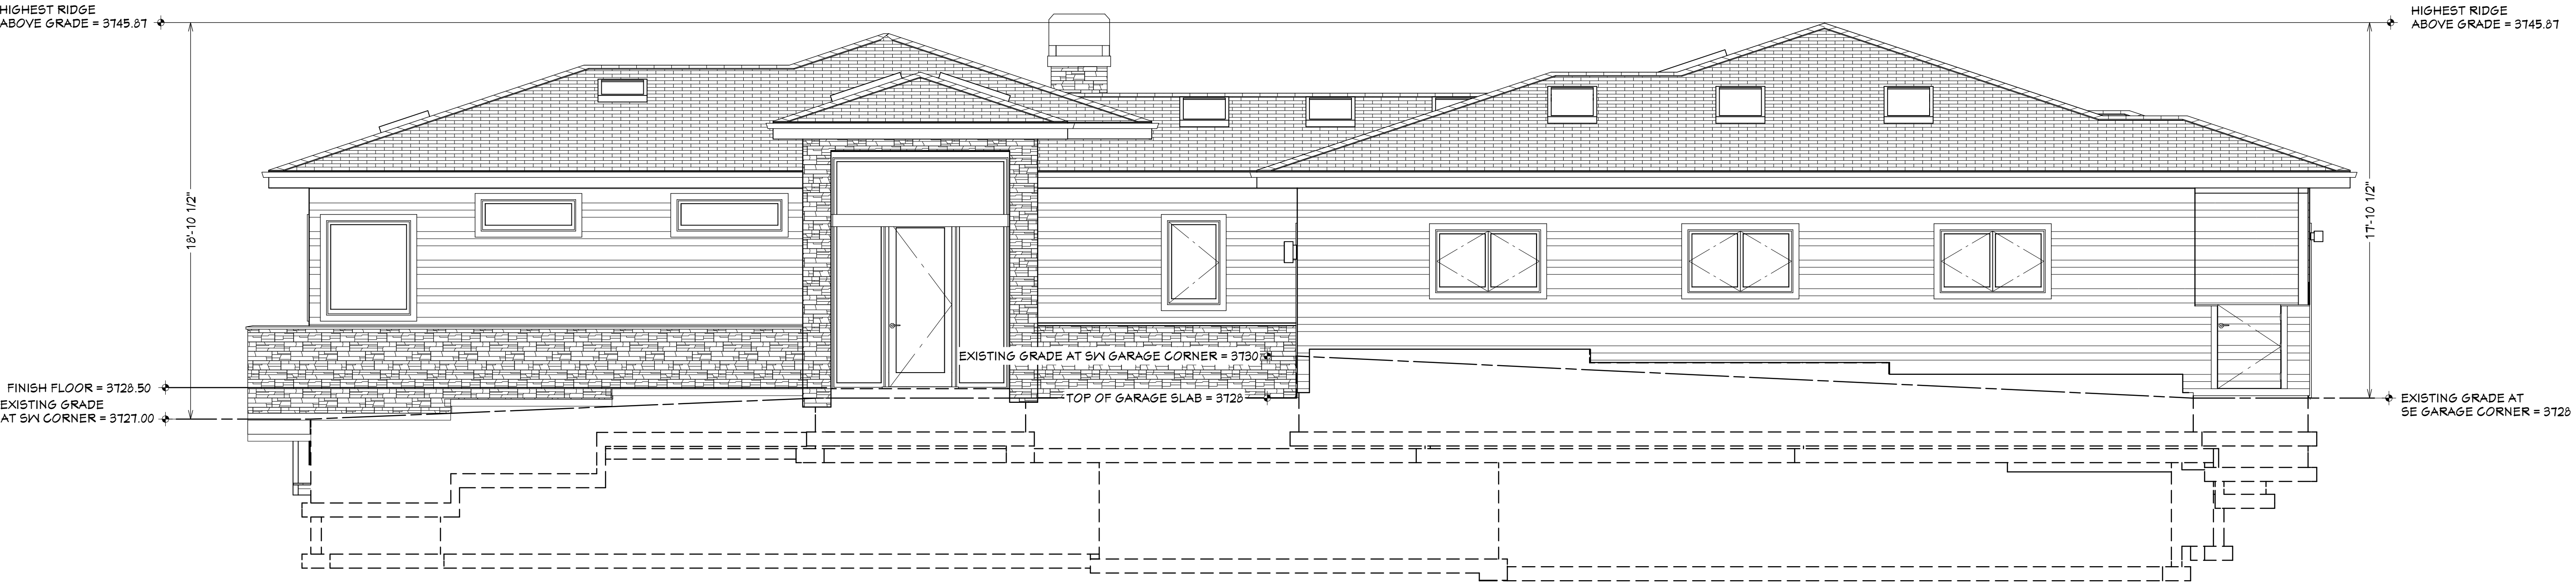 HIGHEST RIDGE
ABOVE GRADE = 3745.87
HIGHEST RIDGE
ABOVE GRADE = 3745.87
18'-10 1/2"
17'-10 1/2"
EXISTING GRADE AT SW GARAGE CORNER = 3730
FINISH FLOOR = 3728.50
TOP OF GARAGE SLAB = 3728
EXISTING GRADE
AT SW CORNER = 3727.00
EXISTING GRADE AT
SE GARAGE CORNER = 3728